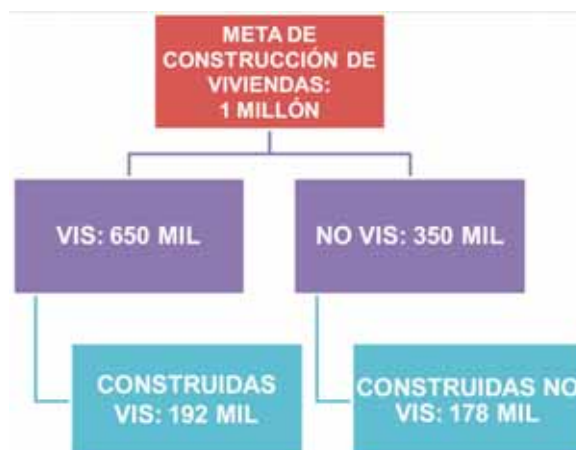 META DE
CONSTRUCCIÓN DE
VIVIENDAS:
1 MILLÓN
VIS: 650 MIL
NO VIS: 350 MIL
CONSTRUIDAS
VIS: 192 MIL
CONSTRUIDAS NO
VIS: 178 MIL